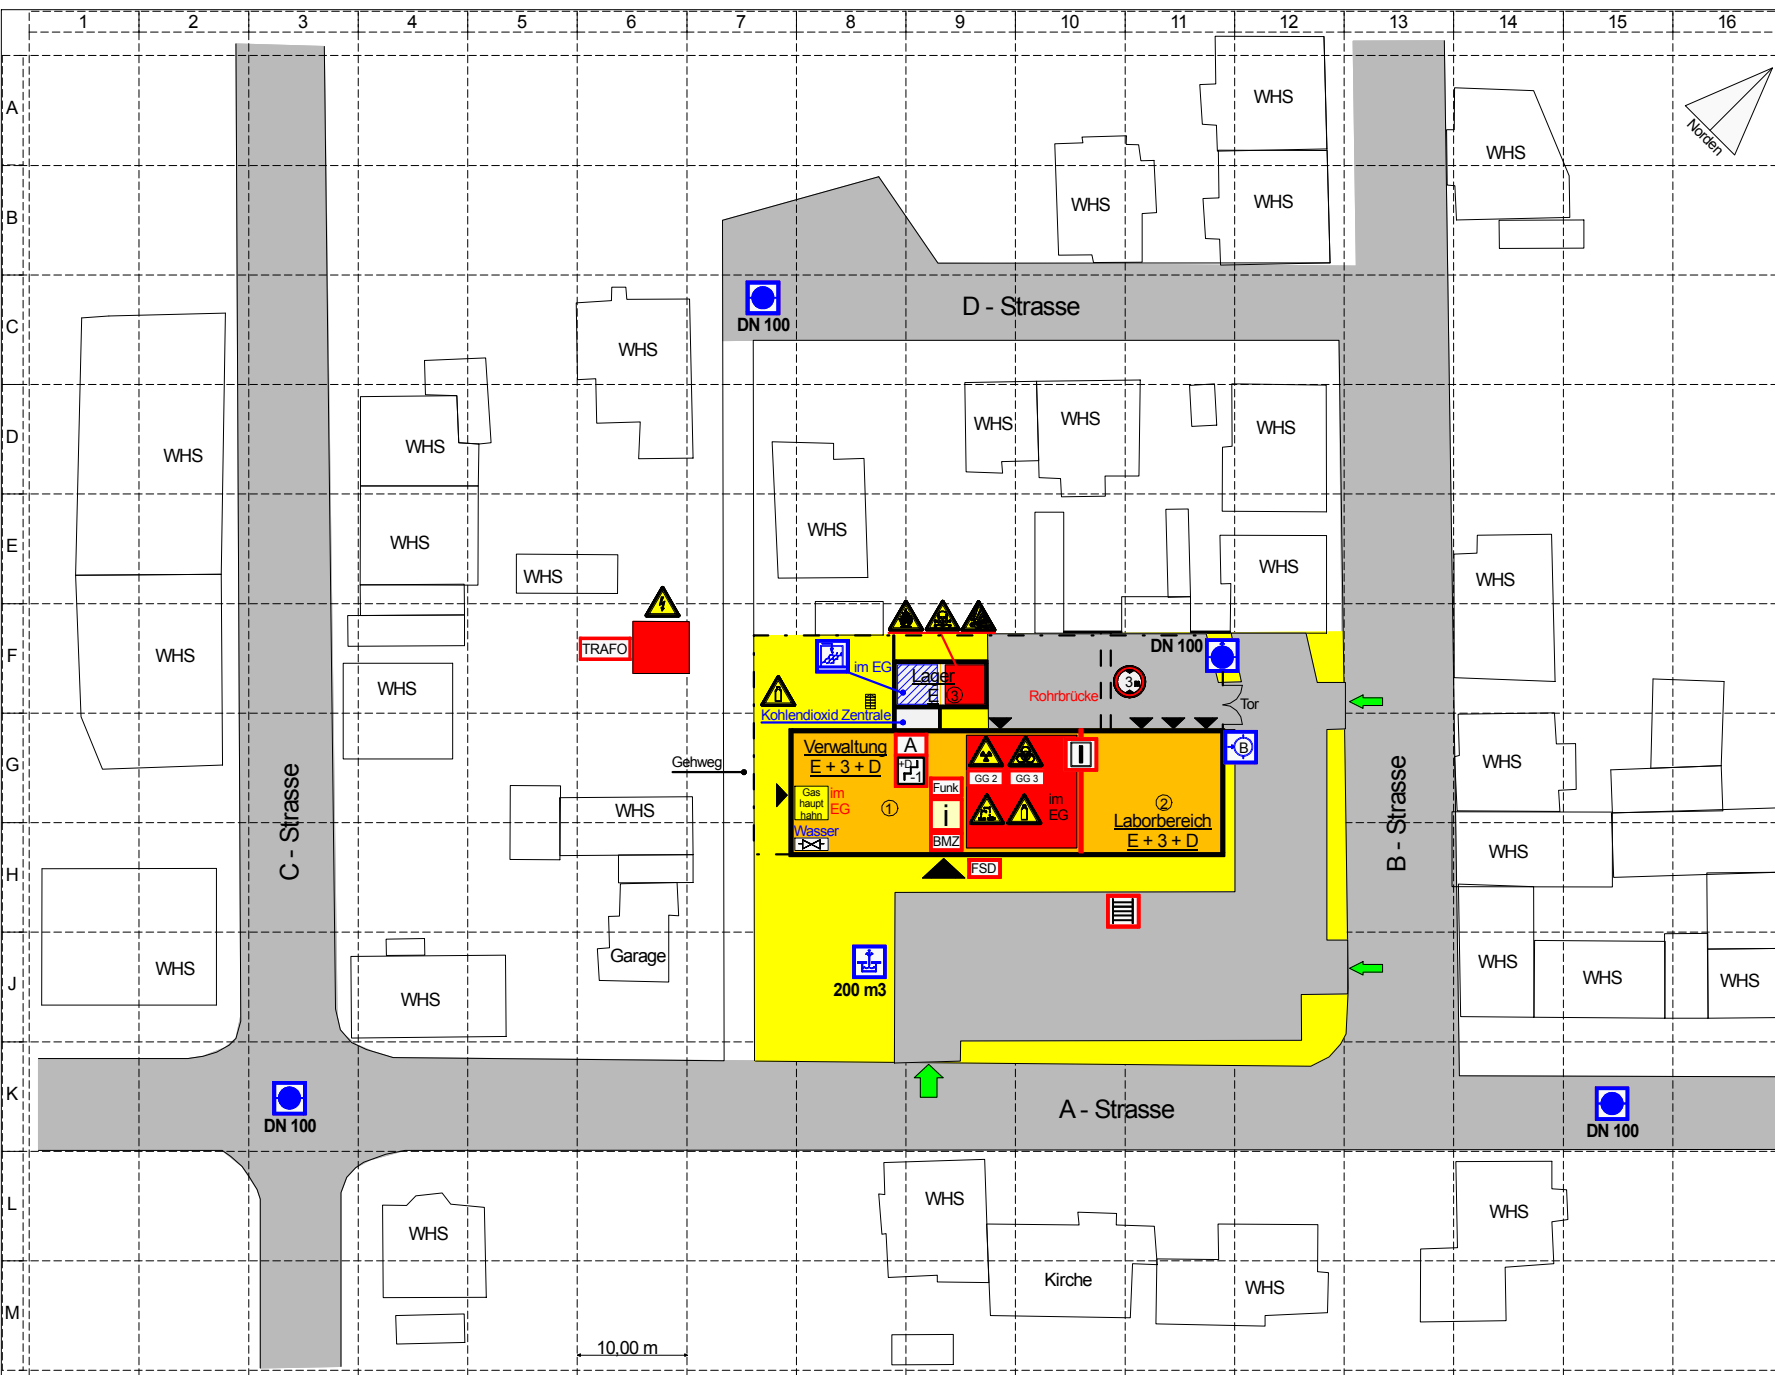 1 2 3 4 5 6 7 8 9 10 11 12 13 14 15 16
A
WHS
WHS
Norden
B
WHS
WHS
C
DN 100
D - Strasse
WHS
D
WHS
WHS
WHS
WHS
WHS
E
WHS
WHS
WHS
WHS
WHS
F
WHS
TRAFO
WHS
im EG
Lager
E 3
DN 100
3
Rohrbrücke
Tor
Kohlendioxid Zentrale
G
Gehweg
Verwaltung
E + 3 + D
A
+D
-1
GG 2
GG 3
B
WHS
C - Strasse
WHS
Gas
haupt
hahn
im
EG
1
Funk
i
BMZ
im
EG
2
Laborbereich
E + 3 + D
B - Strasse
Wasser
WHS
H
FSD
J
WHS
Garage
WHS
200 m3
WHS
WHS
WHS
K
DN 100
A - Strasse
DN 100
L
WHS
WHS
WHS
M
Kirche
WHS
10,00 m